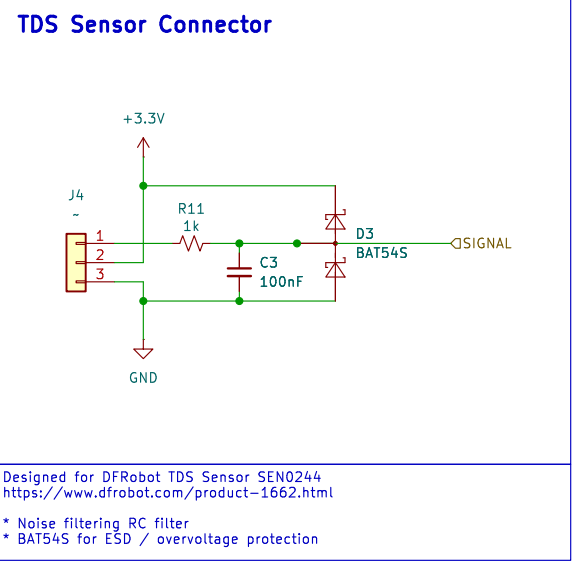 TDS Sensor Connector
+3.3V
J4
~
R11
1k
1
2
3
C3
100nF
D3
BAT54S
SIGNAL
GND
Designed for DFRobot TDS Sensor SEN0244
https://www.dfrobot.com/product-1662.html
* Noise filtering RC filter
* BAT54S for ESD / overvoltage protection